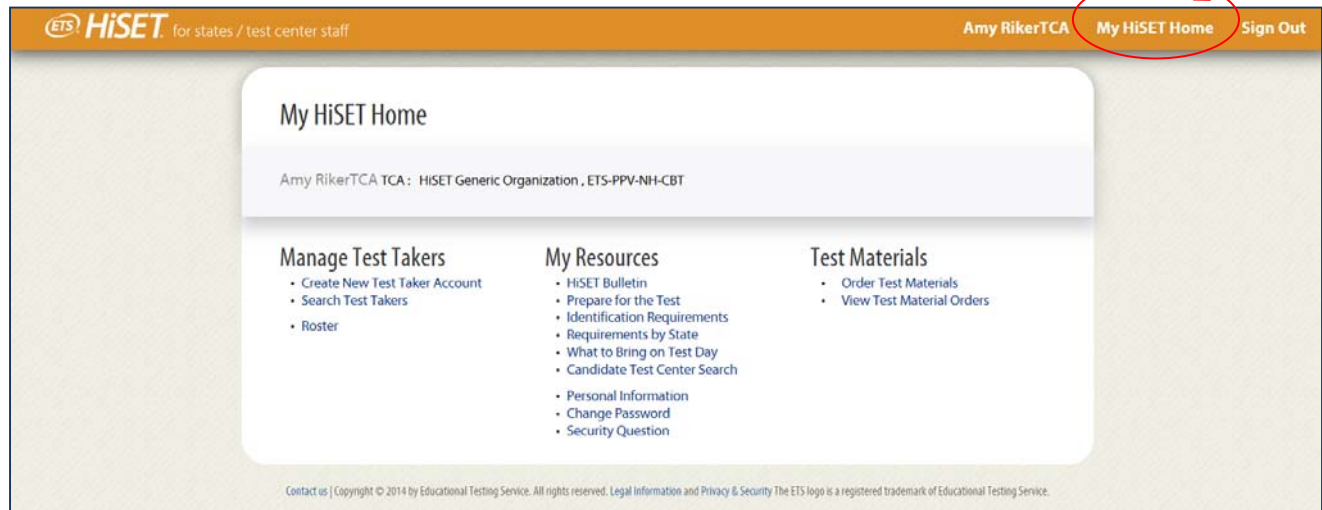 ETS HiSET. for states / test center staff
Amy RikerTCA My HiSET Home Sign Out
My HiSET Home
Amy RikerTCA TCA : HiSET Generic Organization , ETS-PPV-NH-CBT
Manage Test Takers
• Create New Test Taker Account
• Search Test Takers
• Roster
My Resources
• HiSET Bulletin
• Prepare for the Test
• Identification Requirements
• Requirements by State
• What to Bring on Test Day
• Candidate Test Center Search
• Personal Information
• Change Password
• Security Question
Test Materials
• Order Test Materials
• View Test Material Orders
Contact us | Copyright © 2014 by Educational Testing Service. All rights reserved. Legal Information and Privacy & Security The ETS logo is a registered trademark of Educational Testing Service.